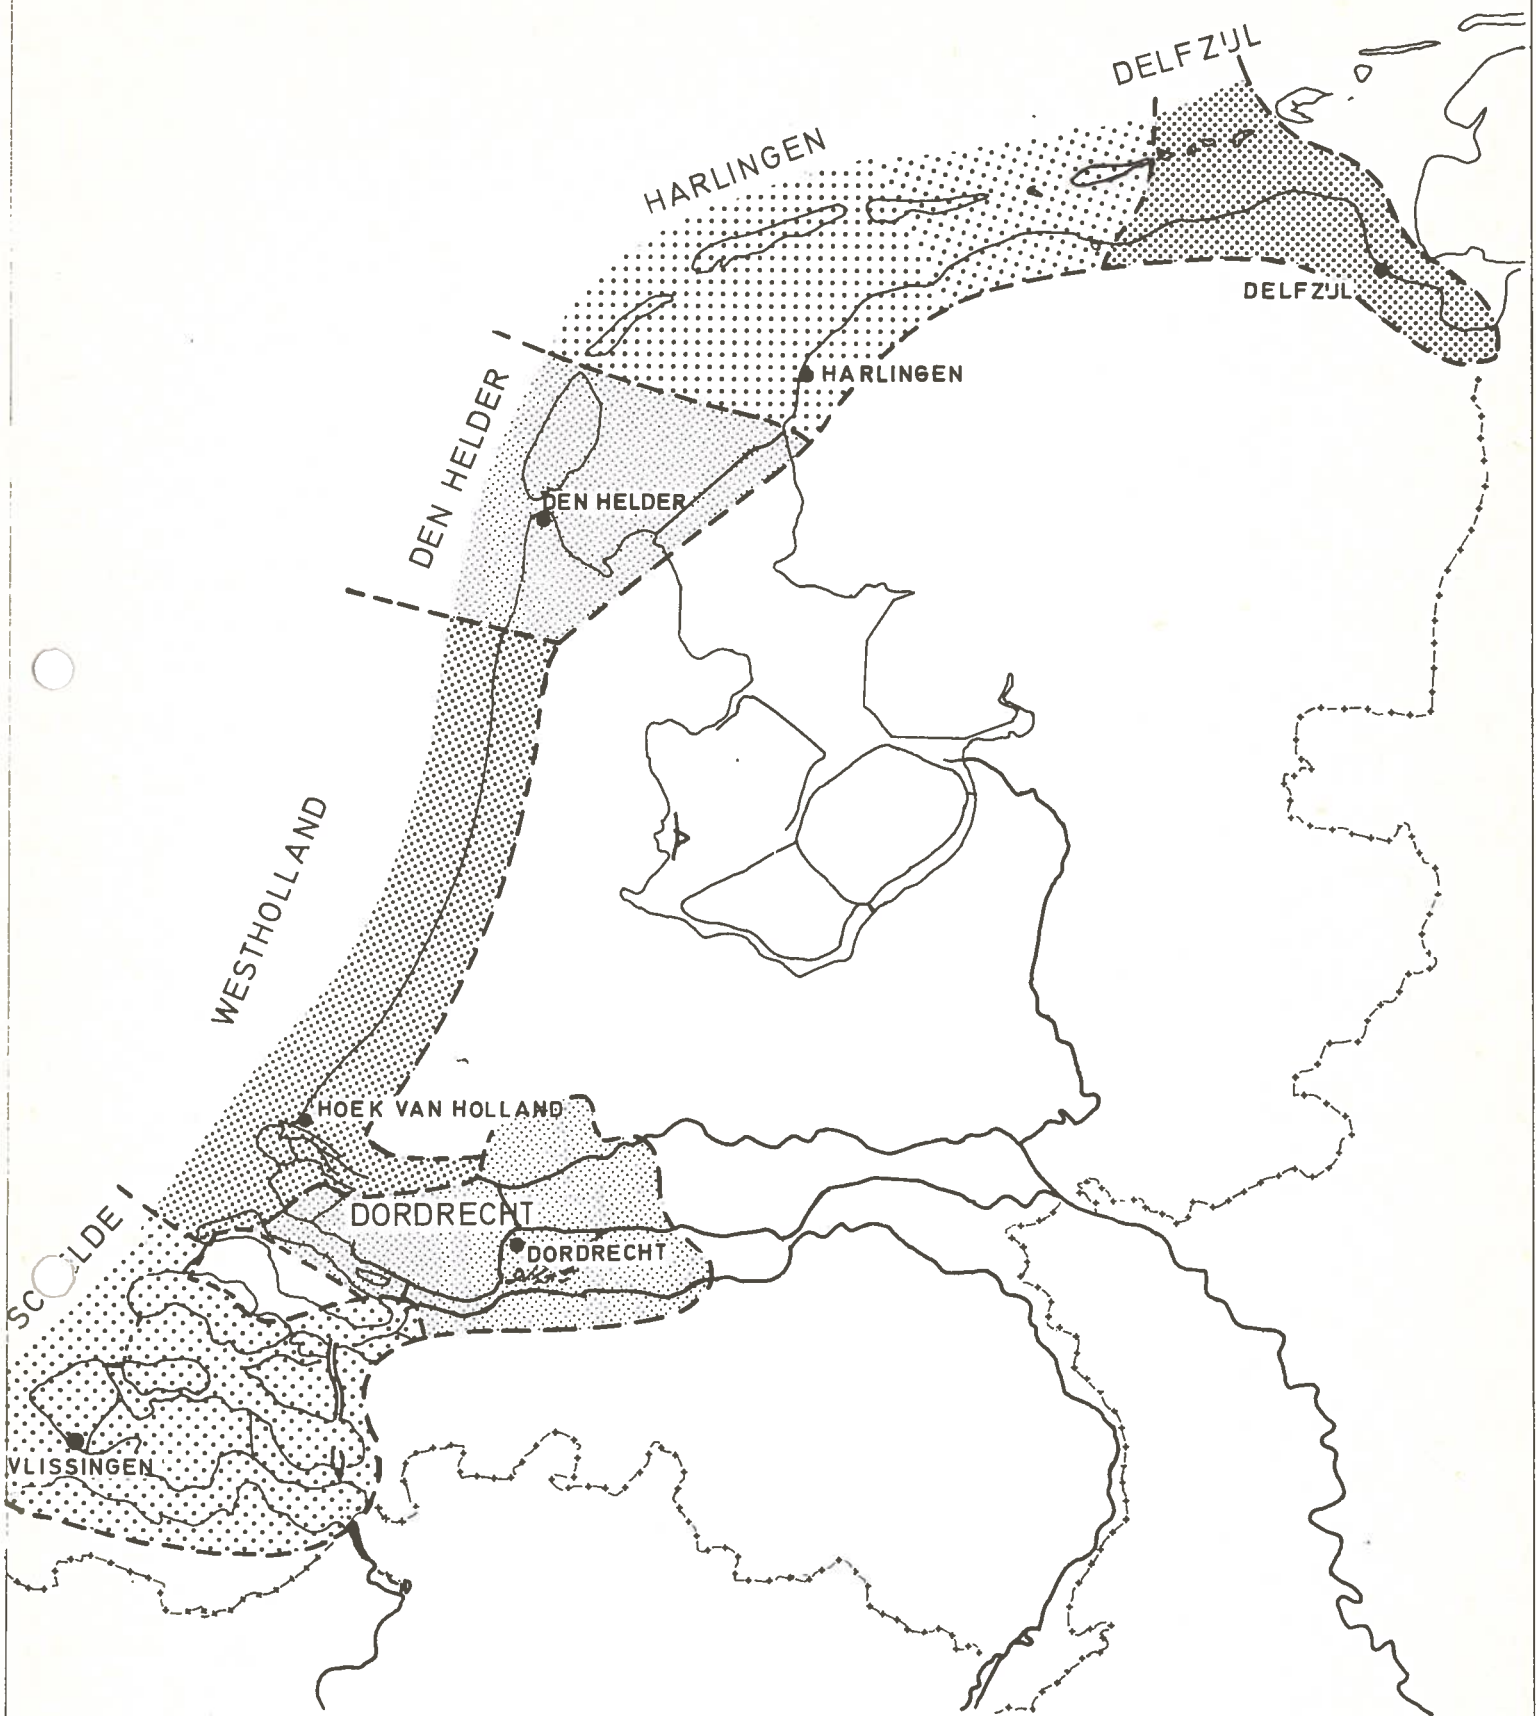 DELFZIJL
HARLINGEN
DELFZIJL
HARLINGEN
DEN HELDER
DEN HELDER
WESTHOLLAND
HOEK VAN HOLLAND
DORDRECHT
DORDRECHT
VLISSINGEN